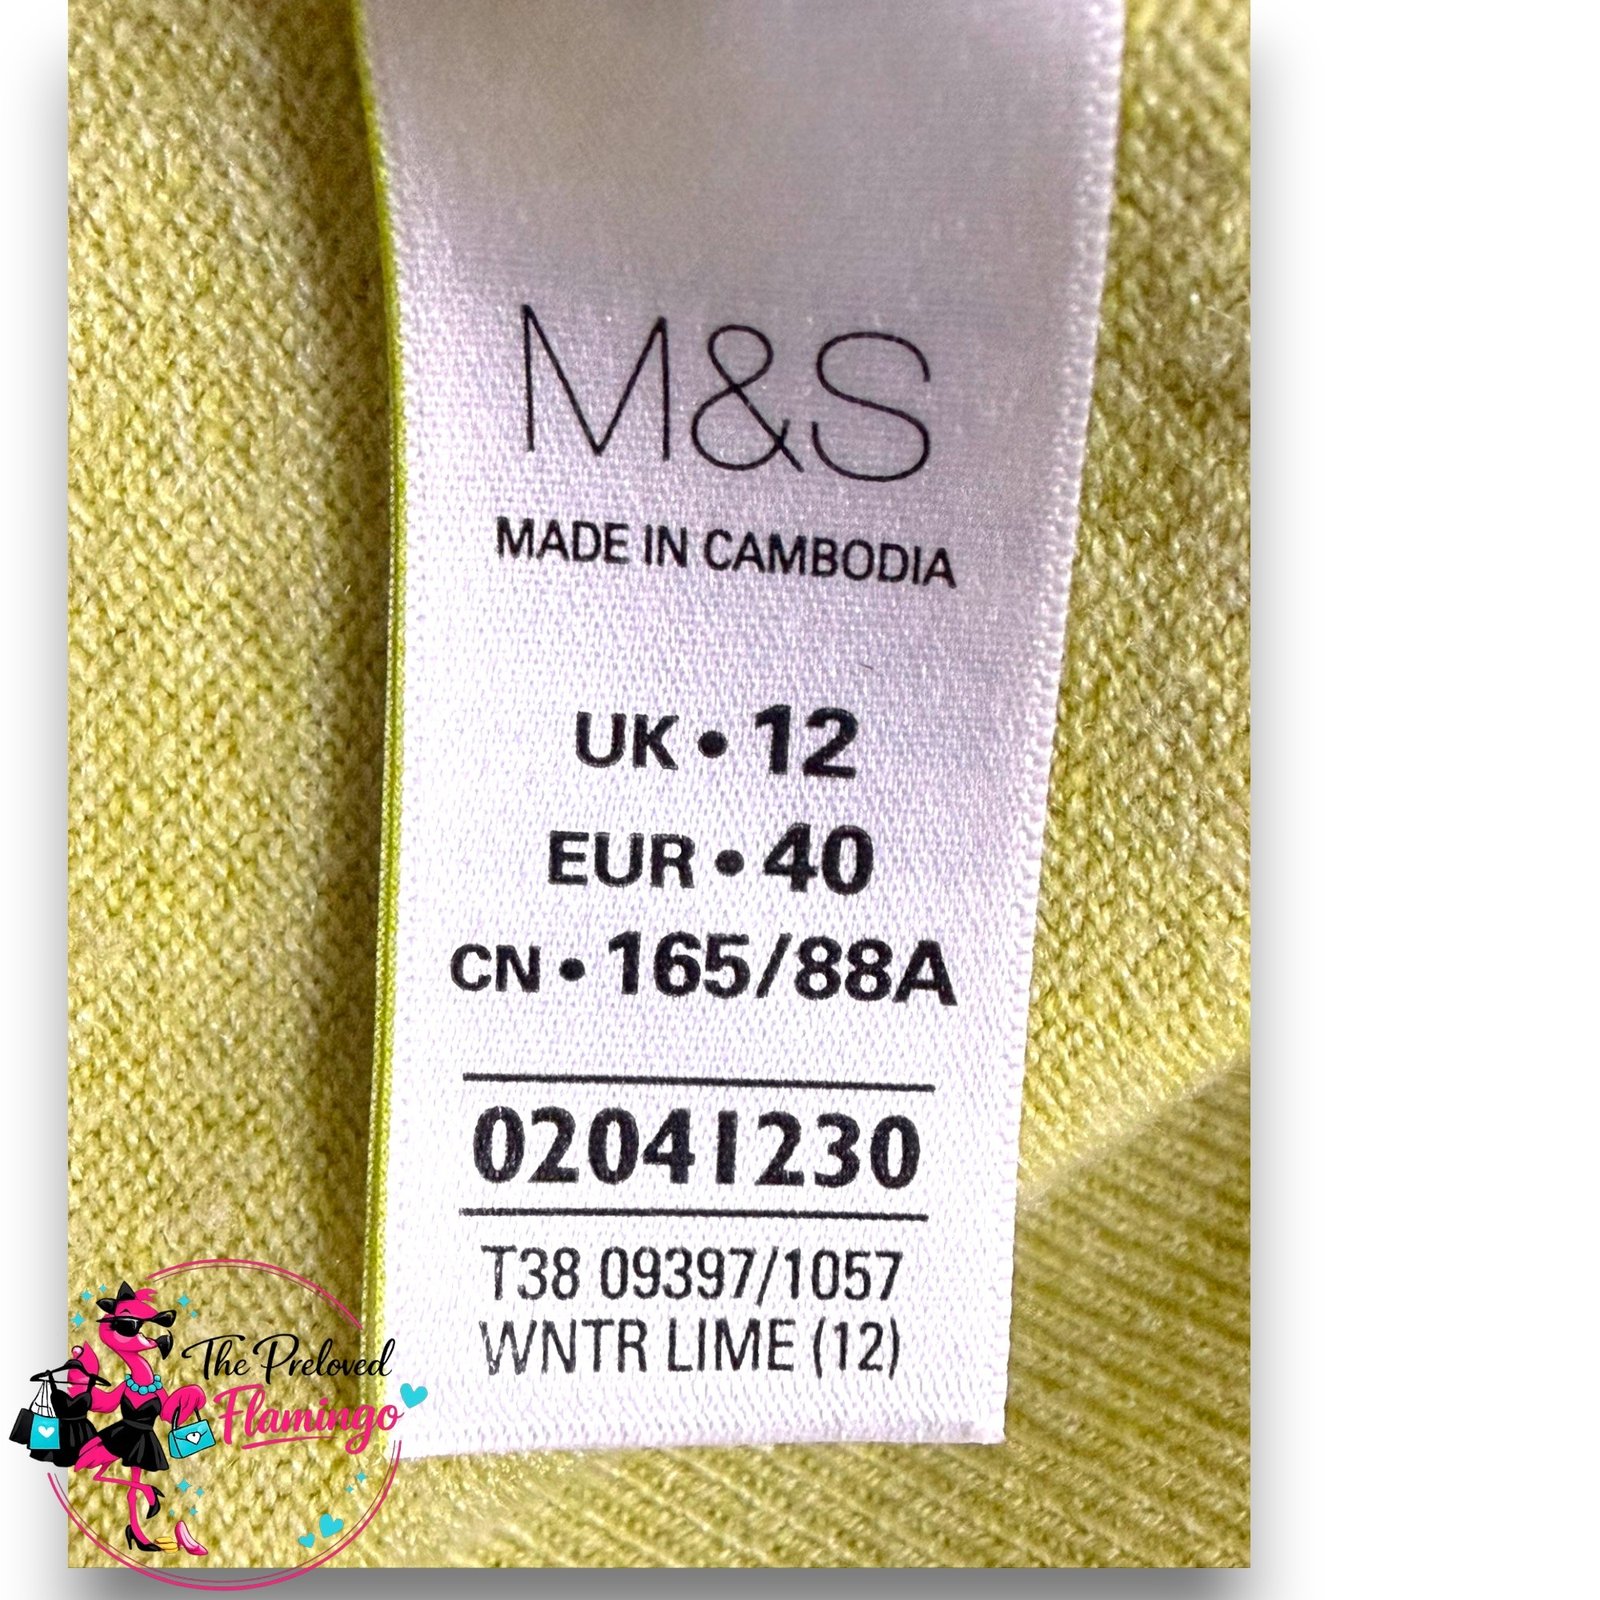 M&S
MADE IN CAMBODIA
UK • 12
EUR • 40
CN • 165/88A
02041230
T38 09397/1057
WNTR LIME (12)
The Preloved
Flamingo